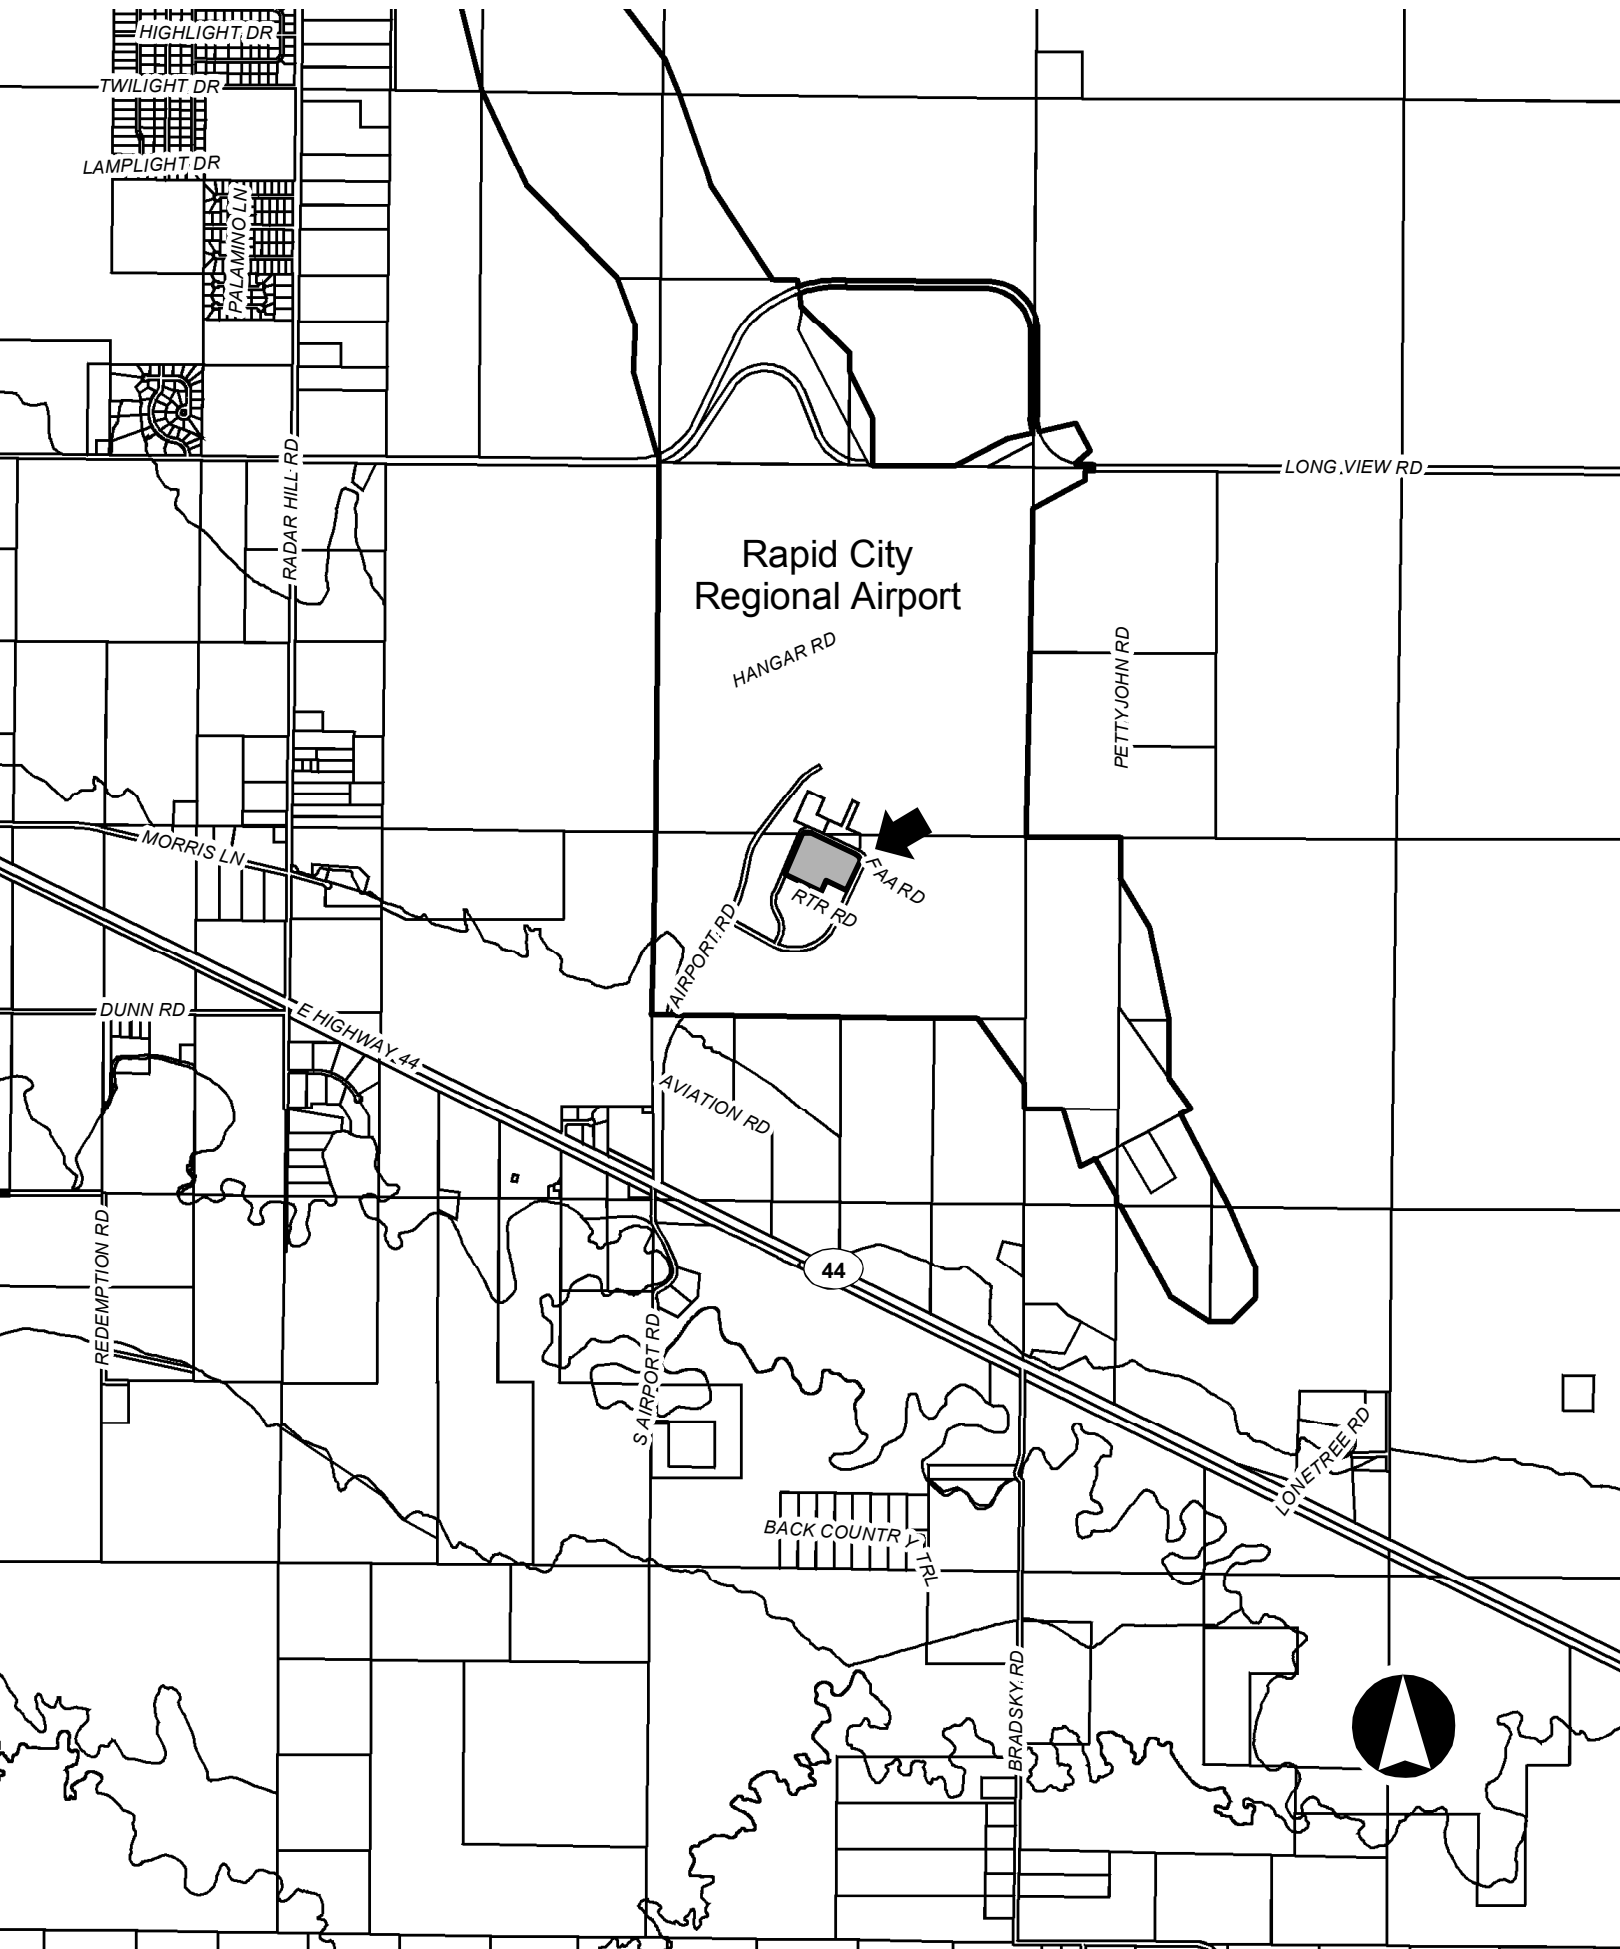 HIGHLIGHT DR
TWILIGHT DR
LAMPLIGHT DR
PALAMINO LN
RADAR HILL RD
LONG VIEW RD
Rapid City
Regional Airport
HANGAR RD
PETTYJOHN RD
MORRIS LN
FAA RD
RTR RD
AIRPORT RD
DUNN RD
E HIGHWAY 44
AVIATION RD
REDEMPTION RD
44
S AIRPORT RD
LONETREE RD
BACK COUNTRY TRL
BRADSKY RD